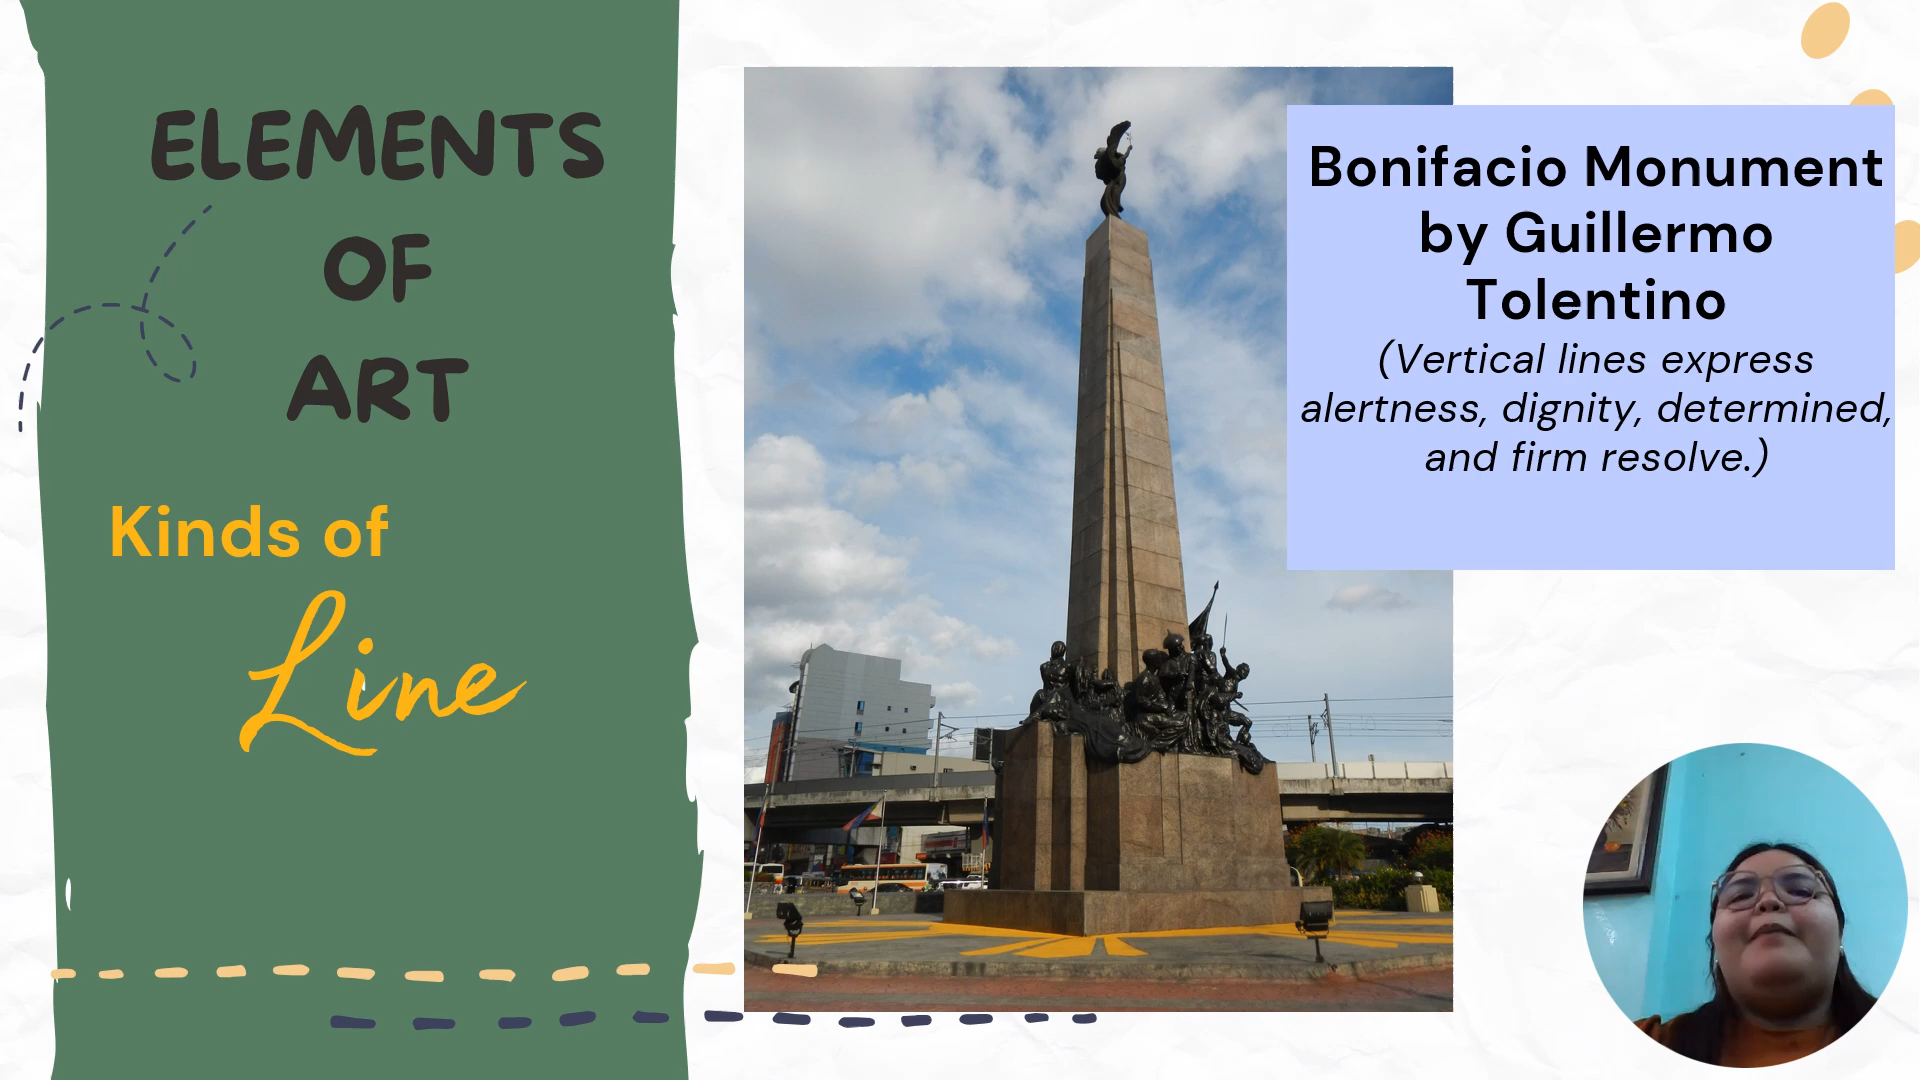 ELEMENTS
OF
ART
Kinds of
Line
Bonifacio Monument
by Guillermo
Tolentino
(Vertical lines express
alertness, dignity, determined,
and firm resolve.)